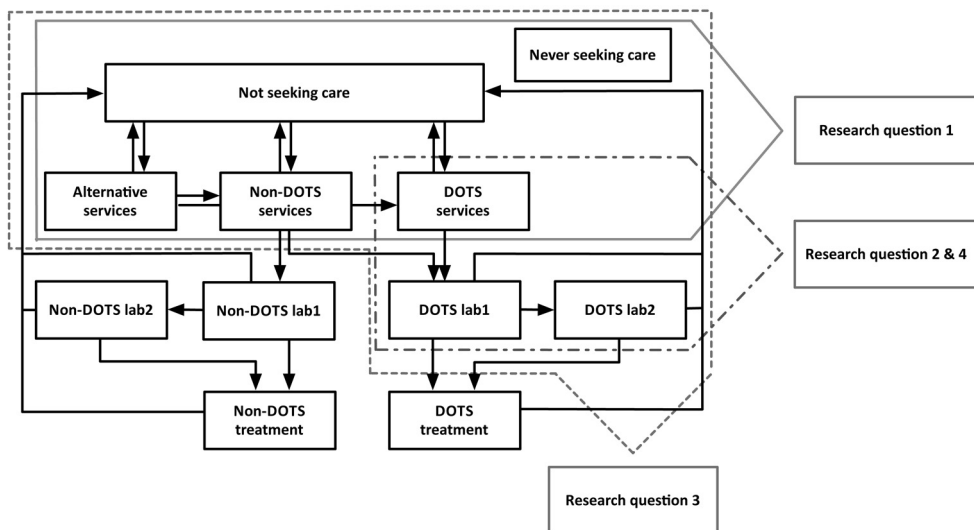 Never seeking care
Not seeking care
Research question 1
Alternative
services
Non-DOTS
services
DOTS
services
Research question 2 & 4
Non-DOTS lab2
Non-DOTS lab1
DOTS lab1
DOTS lab2
Non-DOTS
treatment
DOTS
treatment
Research question 3